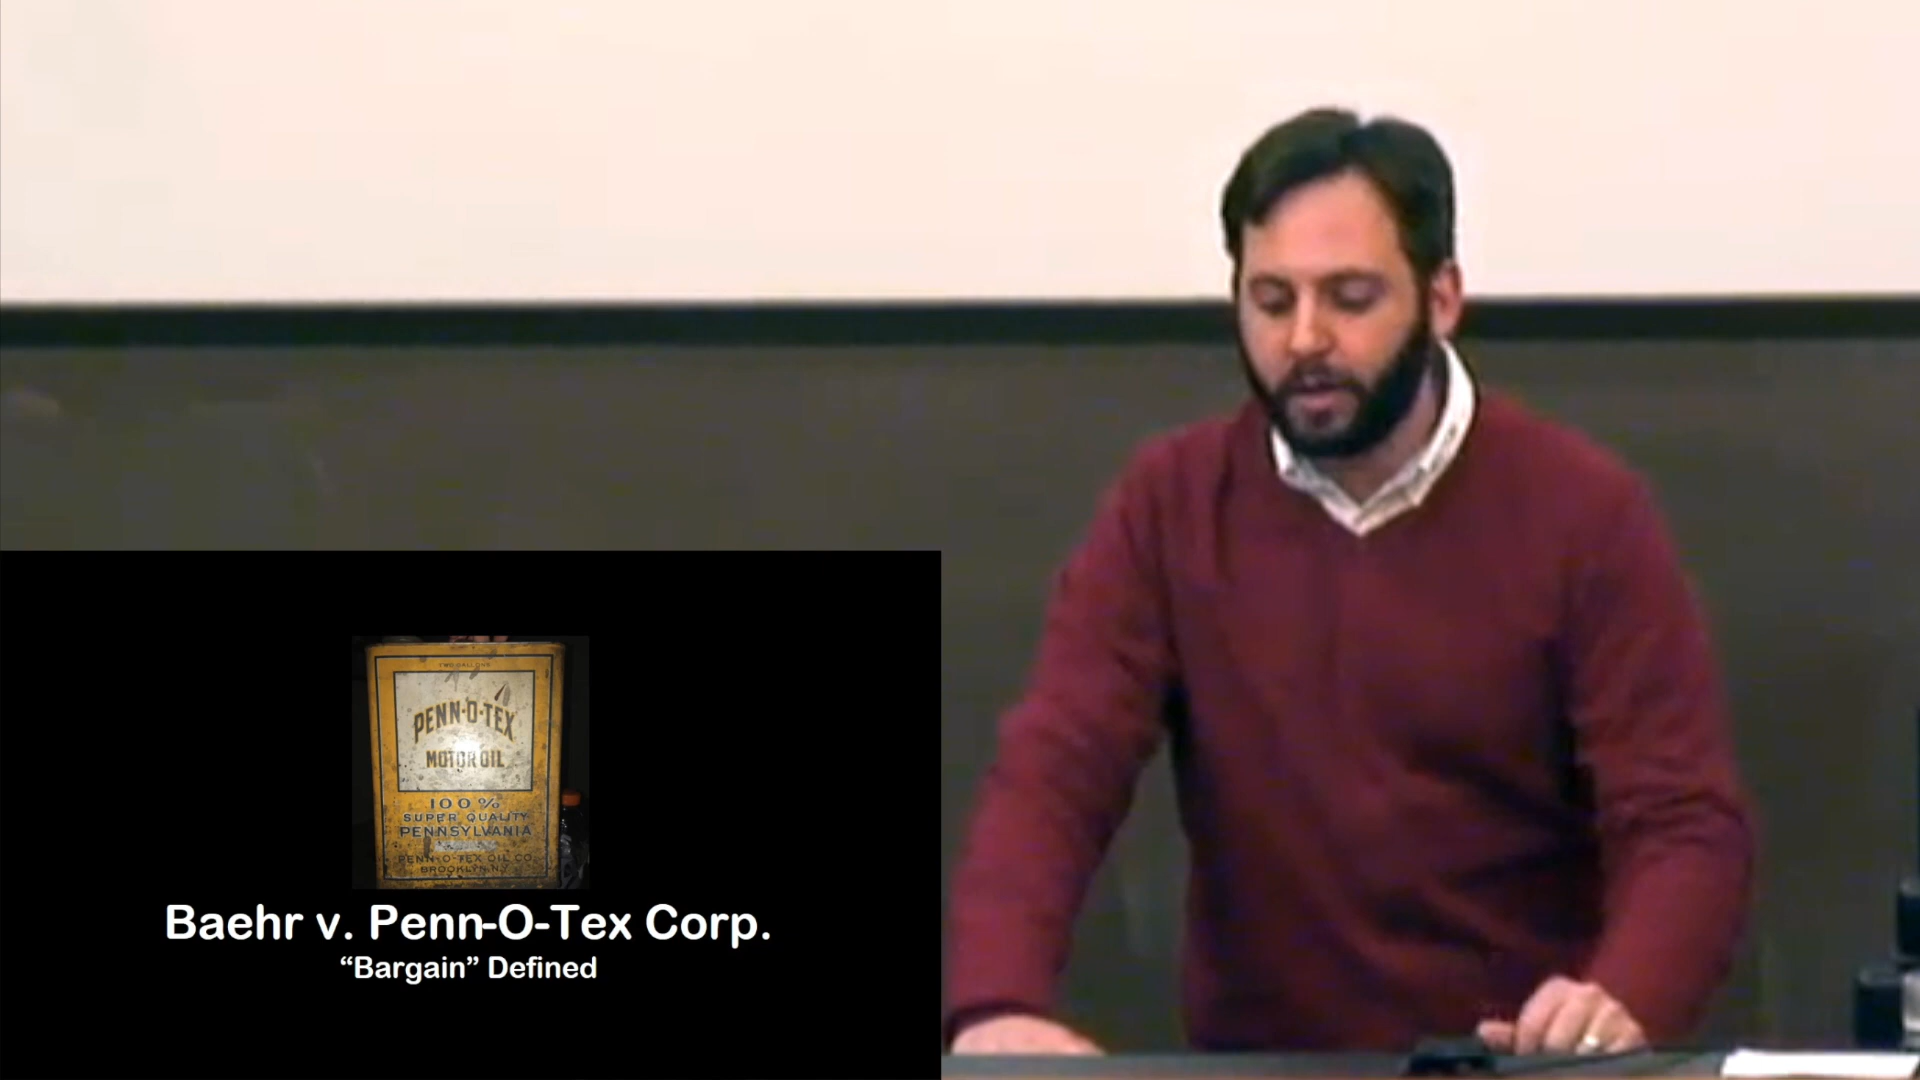 TWO GALLONS
PENN-O-TEX
MOTOR OIL
100%
SUPER QUALITY
PENNSYLVANIA
PENN-O-TEX OIL CO.
BROOKLYN, N.Y.
Baehr v. Penn-O-Tex Corp.
“Bargain” Defined